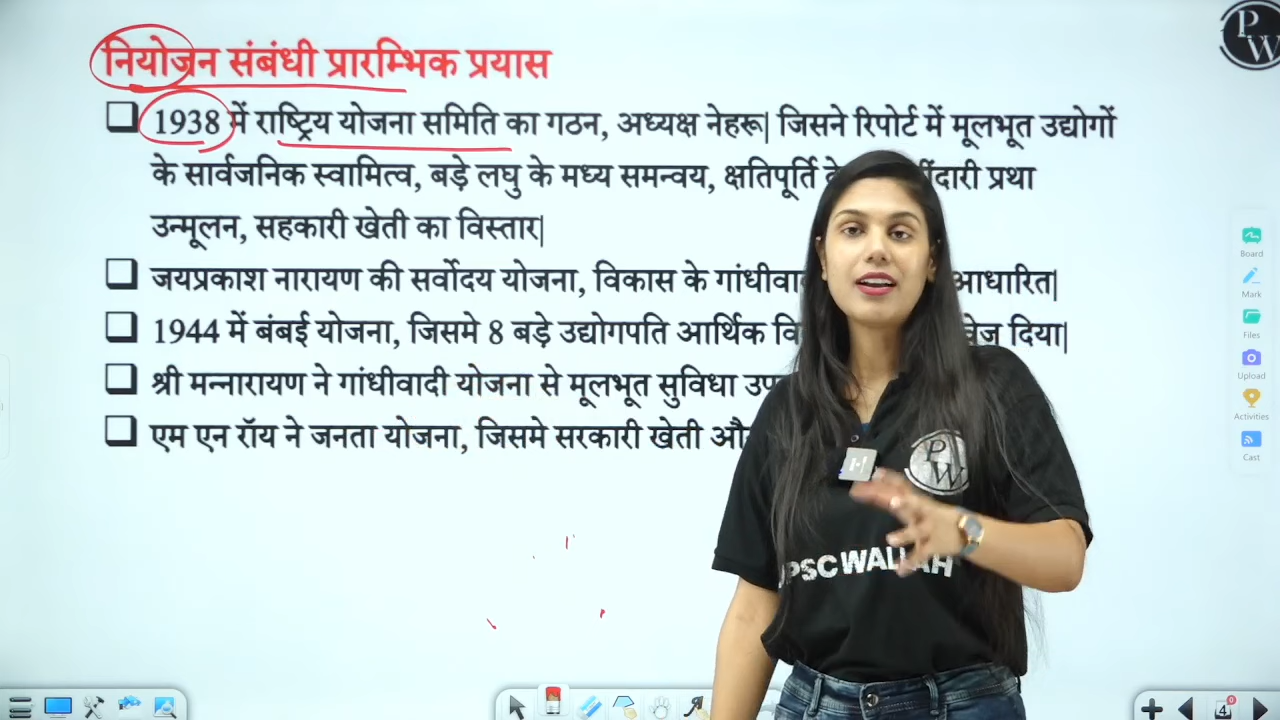 नियोजन संबंधी प्रारम्भिक प्रयास
1938 में राष्ट्रिय योजना समिति का गठन, अध्यक्ष नेहरू| जिसने रिपोर्ट में मूलभूत उद्योगों
के सार्वजनिक स्वामित्व, बड़े लघु के मध्य समन्वय, क्षतिपूर्ति प्रथा
उन्मूलन, सहकारी खेती का विस्तार|
जयप्रकाश नारायण की सर्वोदय योजना, विकास के आधारित|
1944 में बंबई योजना, जिसमे 8 बड़े उद्योगपति आर्थिक दिया|
श्री मन्नारायण ने गांधीवादी योजना से मूलभूत सुविधा
एम एन रॉय ने जनता योजना, जिसमे सरकारी खेती
PW
Board
Mark
Files
Upload
Activities
Cast
PW
PSC WALLAH
4